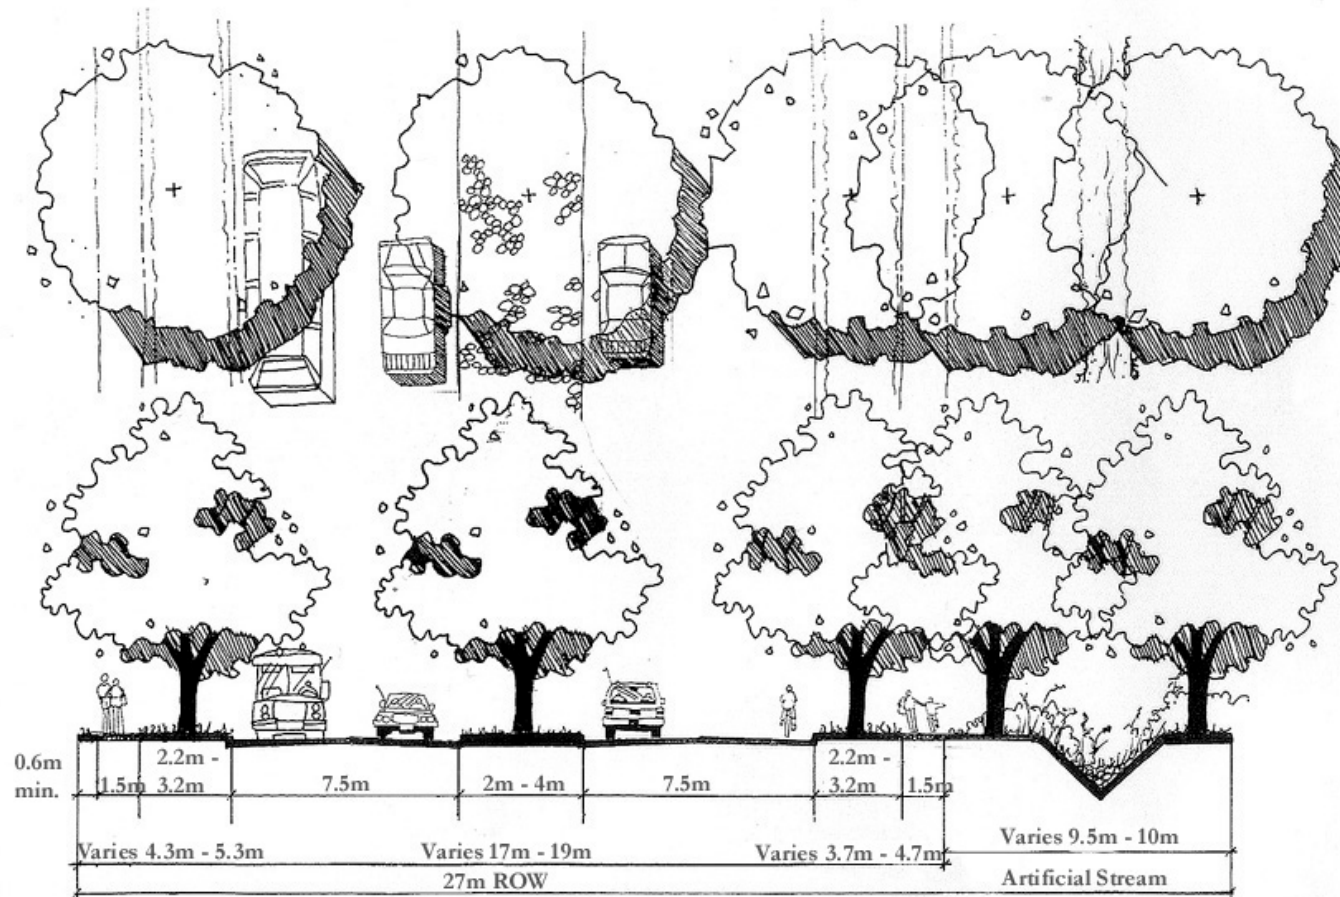 0.6m
min.
1.5m
2.2m -
3.2m
7.5m
2m - 4m
7.5m
2.2m -
3.2m
1.5m
Varies 4.3m - 5.3m
Varies 17m - 19m
Varies 3.7m - 4.7m
Varies 9.5m - 10m
27m ROW
Artificial Stream